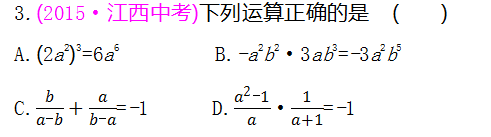 3.(2015·江西中考)下列运算正确的是 ( )
A.(2a²)³=6a⁶ B.-a²b²·3ab³=-3a²b⁵
C.b/(a-b)+a/(b-a)=-1 D.(a²-1)/a·1/(a+1)=-1